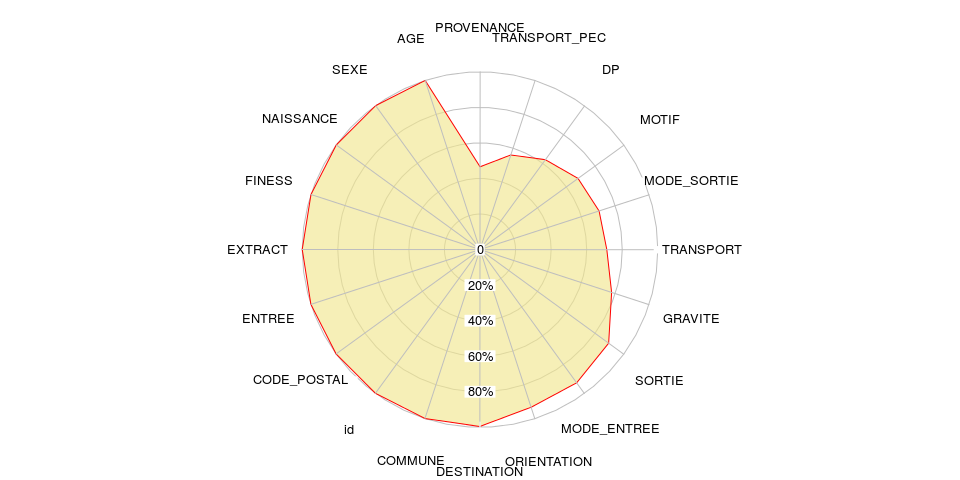 PROVENANCE
AGE
TRANSPORT_PEC
SEXE
DP
NAISSANCE
MOTIF
FINESS
MODE_SORTIE
EXTRACT
0
TRANSPORT
20%
ENTREE
40%
GRAVITE
60%
CODE_POSTAL
SORTIE
80%
id
MODE_ENTREE
COMMUNE
ORIENTATION
DESTINATION